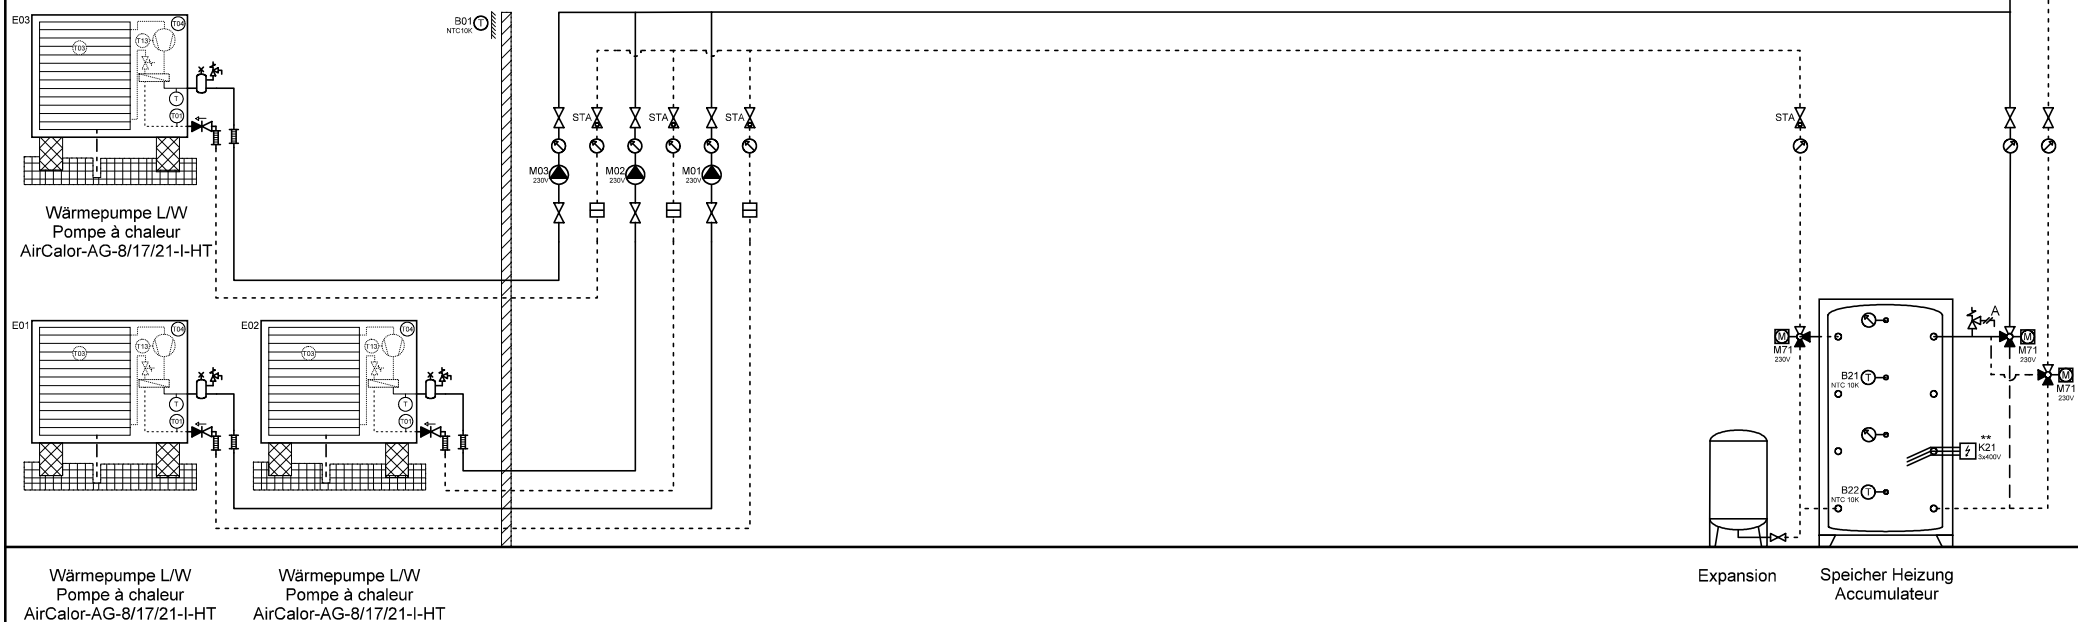 E03
T04
T03
T13
T
T01
B01
T
NTC10K
STA
STA
STA
STA
M03
230V
M02
230V
M01
230V
Wärmepumpe L/W
Pompe à chaleur
AirCalor-AG-8/17/21-I-HT
E01
T04
T03
T13
T
T01
E02
T04
T03
T13
T
T01
M
M71
230V
A
M
M71
230V
M
M71
230V
B21
T
NTC 10K
**
K21
3x400V
B22
T
NTC 10K
Wärmepumpe L/W
Pompe à chaleur
AirCalor-AG-8/17/21-I-HT
Wärmepumpe L/W
Pompe à chaleur
AirCalor-AG-8/17/21-I-HT
Expansion
Speicher Heizung
Accumulateur